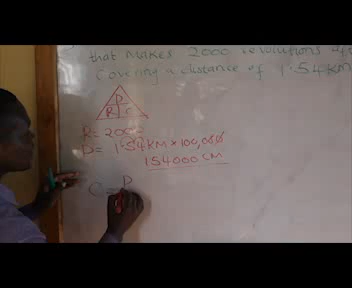 that makes 2000 revolutions
Covering a distance of 1.54km
D
R C
R = 2000
D = 1.54KM × 100,000
154000 CM
C = D